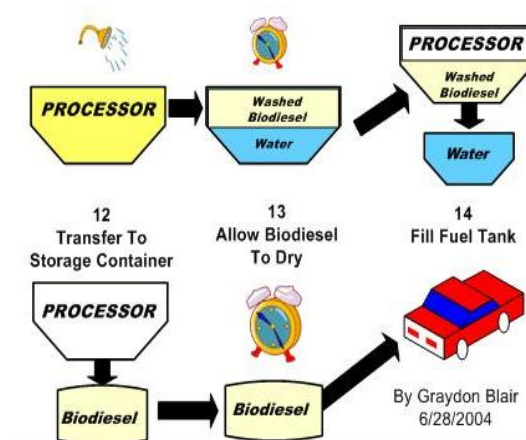 PROCESSOR
Washed
Biodiesel
Water
PROCESSOR
Washed
Biodiesel
Water
12
Transfer To
Storage Container
13
Allow Biodiesel
To Dry
14
Fill Fuel Tank
PROCESSOR
Biodiesel
Biodiesel
By Graydon Blair
6/28/2004